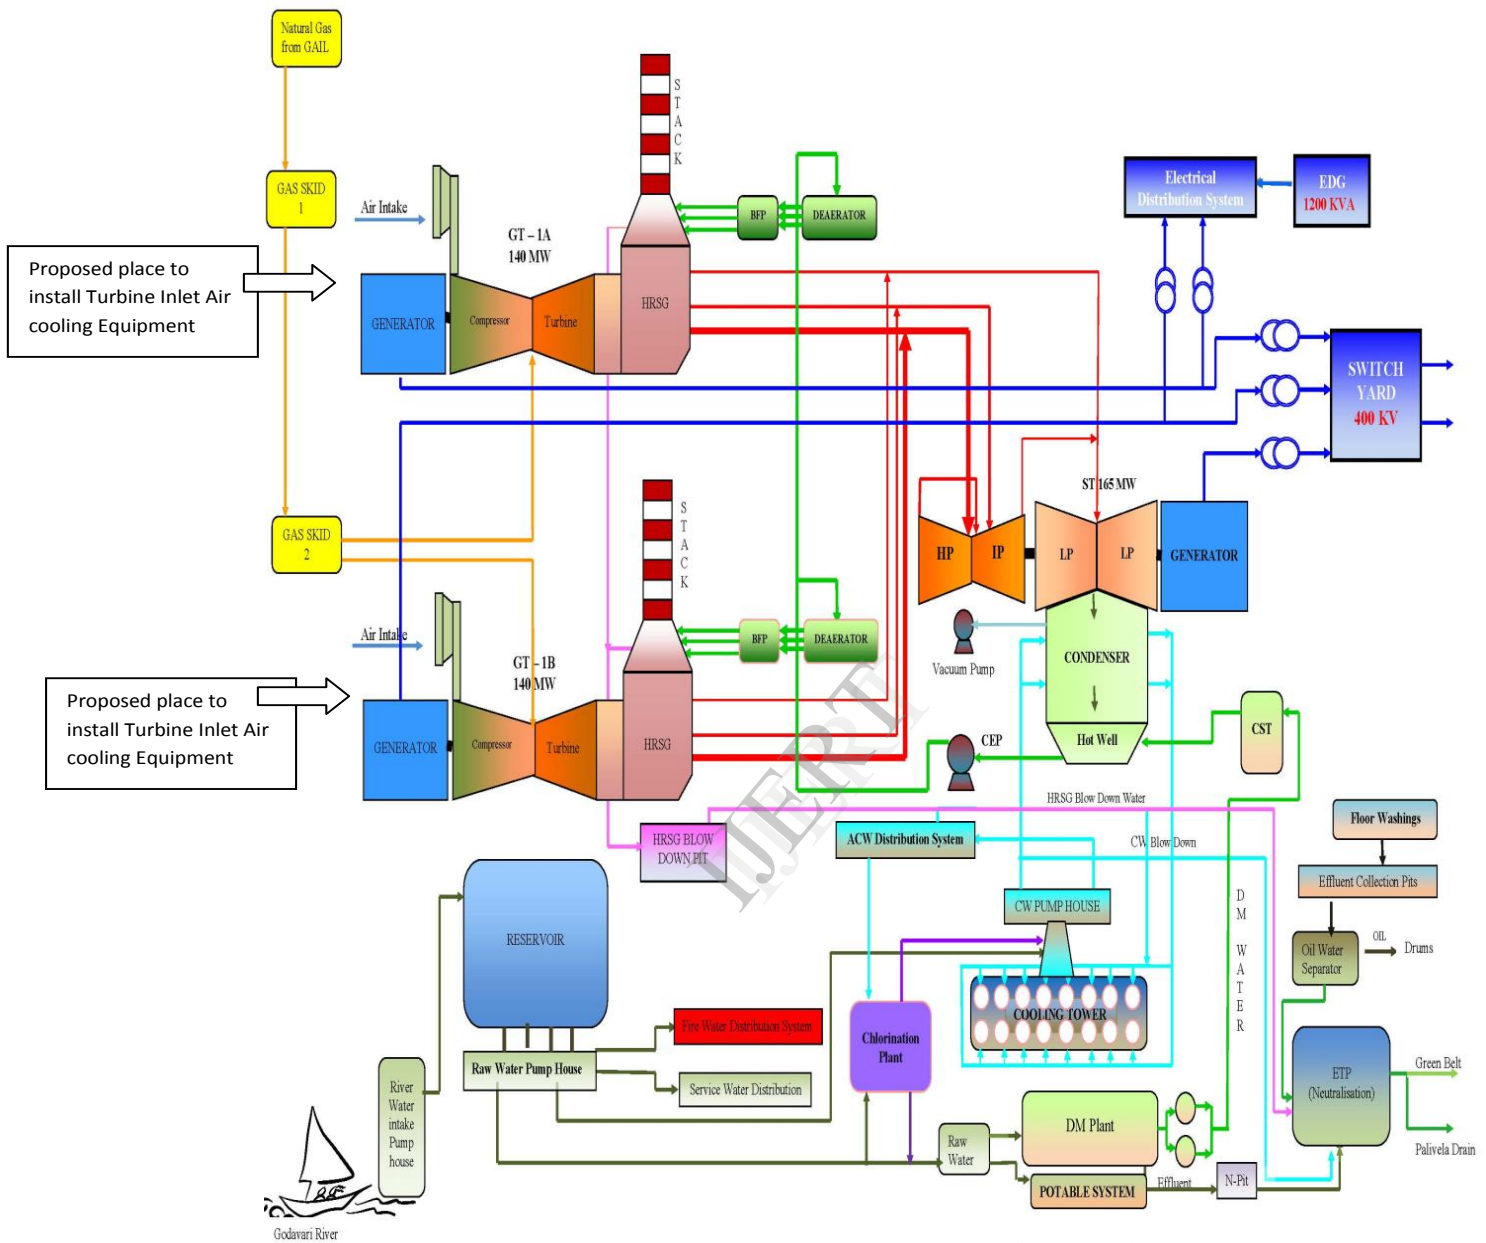 Natural Gas
from GAIL
GAS SKID
1
Air Intake
Proposed place to
install Turbine Inlet Air
cooling Equipment
GENERATOR
GT – 1A
140 MW
Compressor
Turbine
HRSG
STACK
BFP
DEAERATOR
Electrical
Distribution System
EDG
1200 KVA
SWITCH
YARD
400 KV
GAS SKID
2
Air Intake
Proposed place to
install Turbine Inlet Air
cooling Equipment
GENERATOR
GT – 1B
140 MW
Compressor
Turbine
HRSG
STACK
BFP
DEAERATOR
ST 165 MW
HP
IP
LP
LP
GENERATOR
Vacuum Pump
CONDENSER
Hot Well
CEP
CST
HRSG Blow Down Water
HRSG BLOW
DOWN PIT
ACW Distribution System
CW Blow Down
CW PUMP HOUSE
COOLING TOWER
DM WATER
Floor Washings
Effluent Collection Pits
Oil Water
Separator
OIL
Drums
RESERVOIR
Raw Water Pump House
Fire Water Distribution System
Service Water Distribution
River
Water
intake
Pump
house
Godavari River
Chlorination
Plant
Raw
Water
DM Plant
POTABLE SYSTEM
Effluent
N-Pit
ETP
(Neutralisation)
Green Belt
Palivela Drain
IJERT